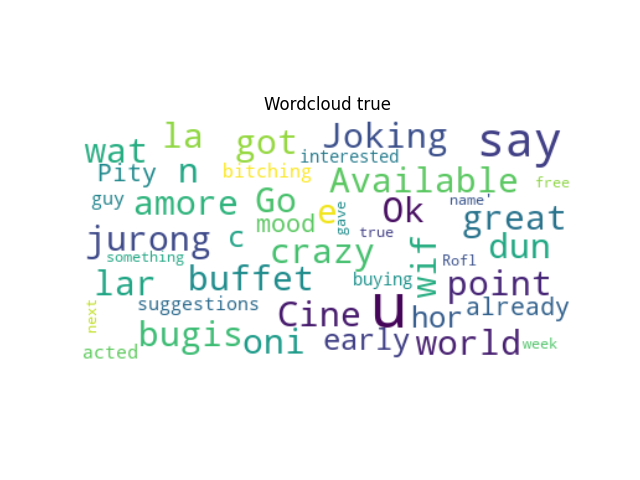 Wordcloud true
la got Joking say
wat interested
Pity n bitching Available free
guy amore Go e gave Ok name' great
mood true
jurong c crazy wif Rofl dun
something
lar buffet buying point
next suggestions Cine u hor already
bugis oni early world week
acted